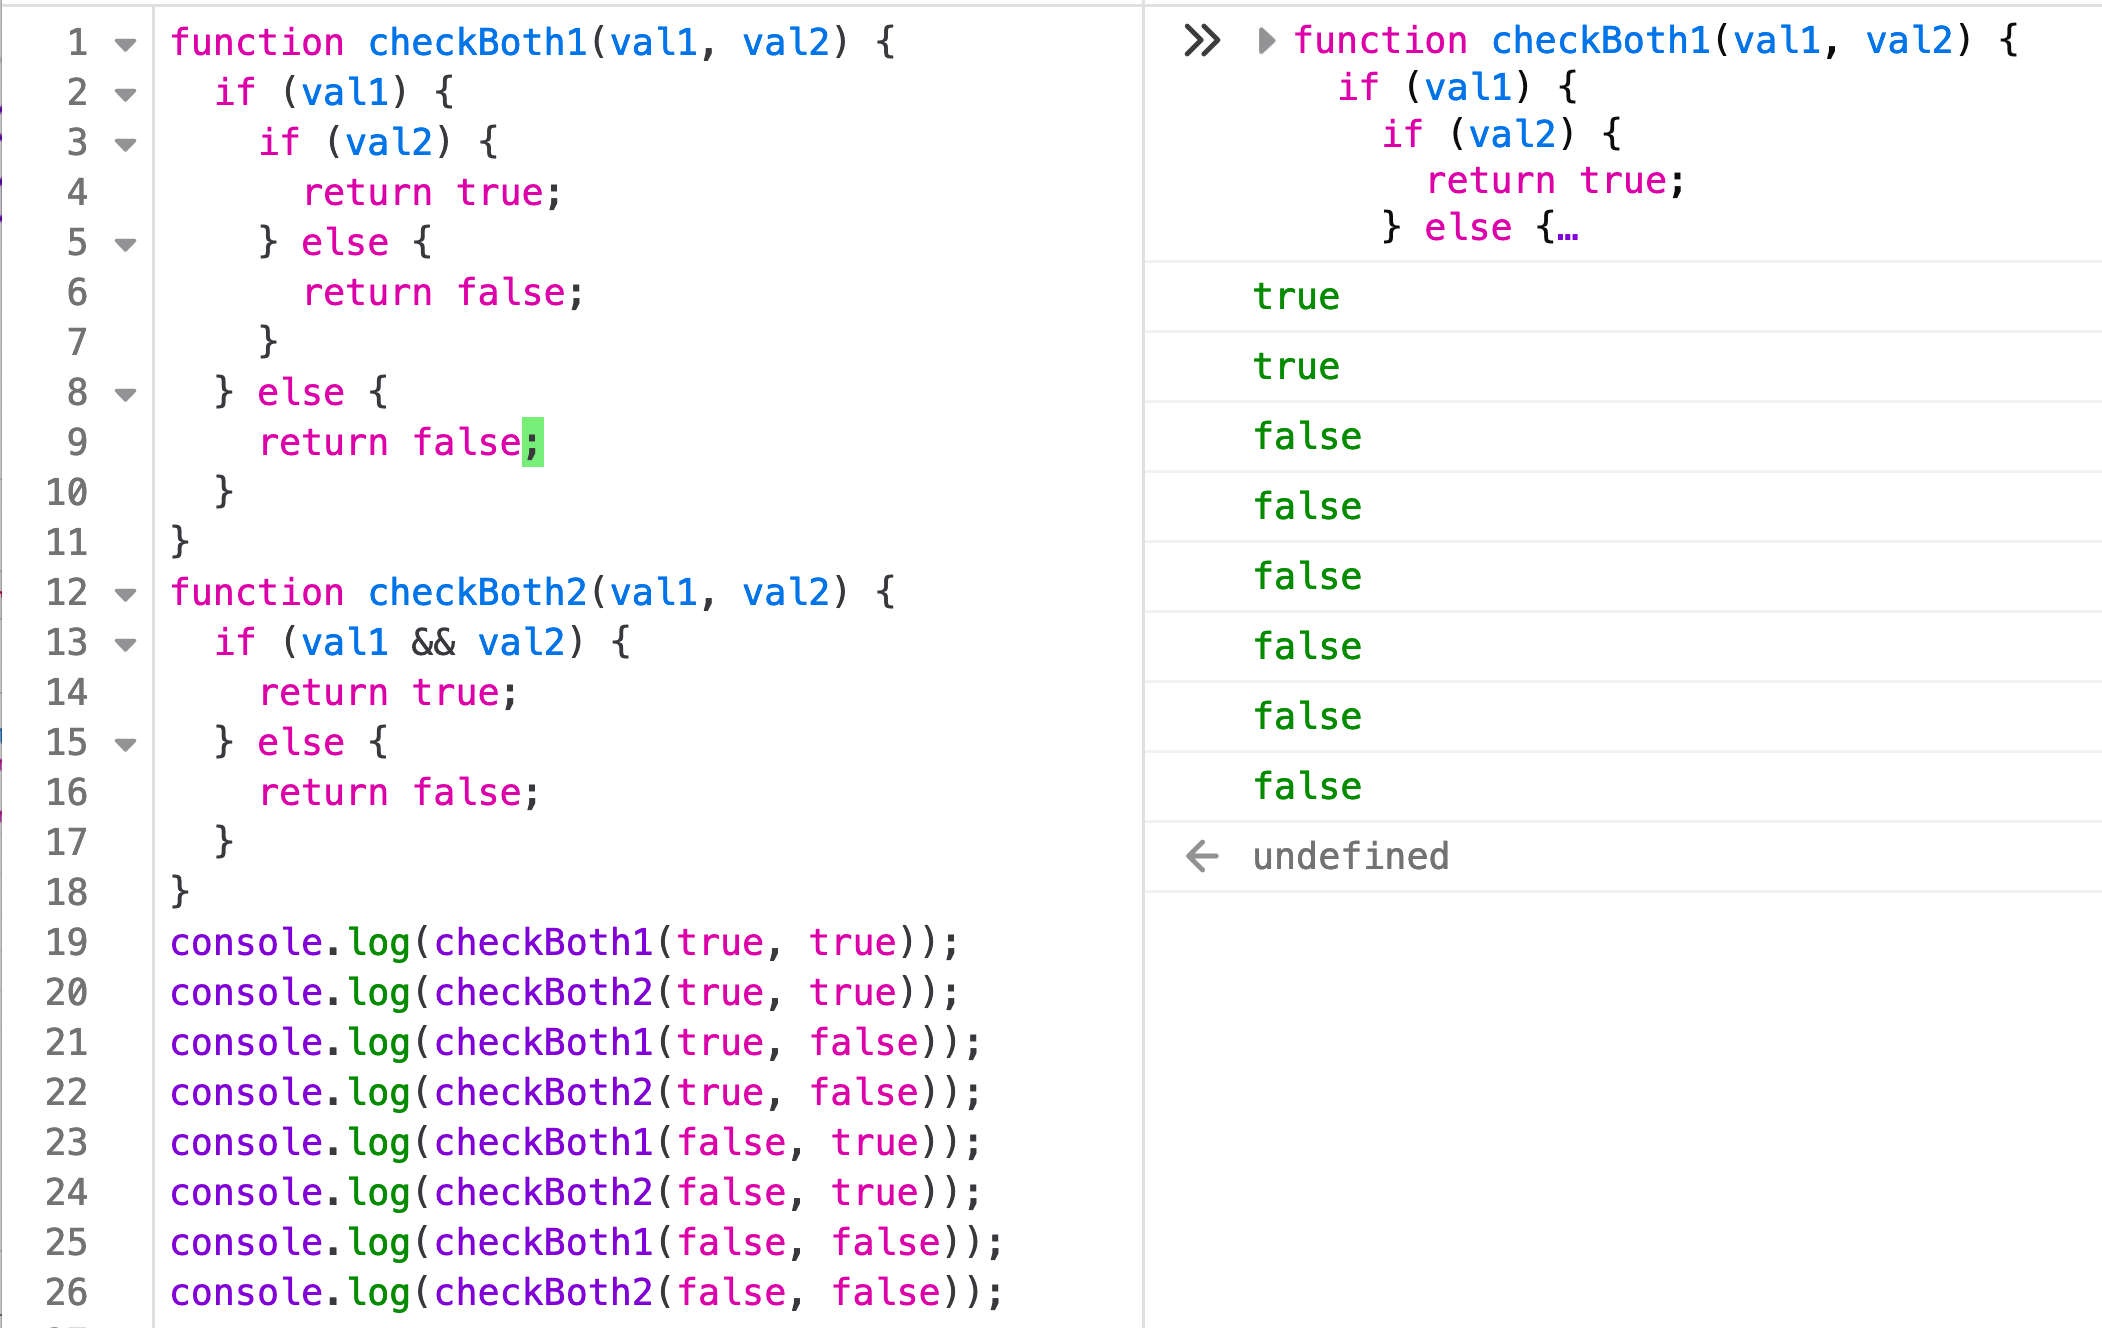 1 function checkBoth1(val1, val2) {
2   if (val1) {
3     if (val2) {
4       return true;
5     } else {
6       return false;
7     }
8   } else {
9     return false;
10   }
11 }
12 function checkBoth2(val1, val2) {
13   if (val1 && val2) {
14     return true;
15   } else {
16     return false;
17   }
18 }
19 console.log(checkBoth1(true, true));
20 console.log(checkBoth2(true, true));
21 console.log(checkBoth1(true, false));
22 console.log(checkBoth2(true, false));
23 console.log(checkBoth1(false, true));
24 console.log(checkBoth2(false, true));
25 console.log(checkBoth1(false, false));
26 console.log(checkBoth2(false, false));
function checkBoth1(val1, val2) {
  if (val1) {
    if (val2) {
      return true;
    } else {…
true
true
false
false
false
false
false
false
undefined